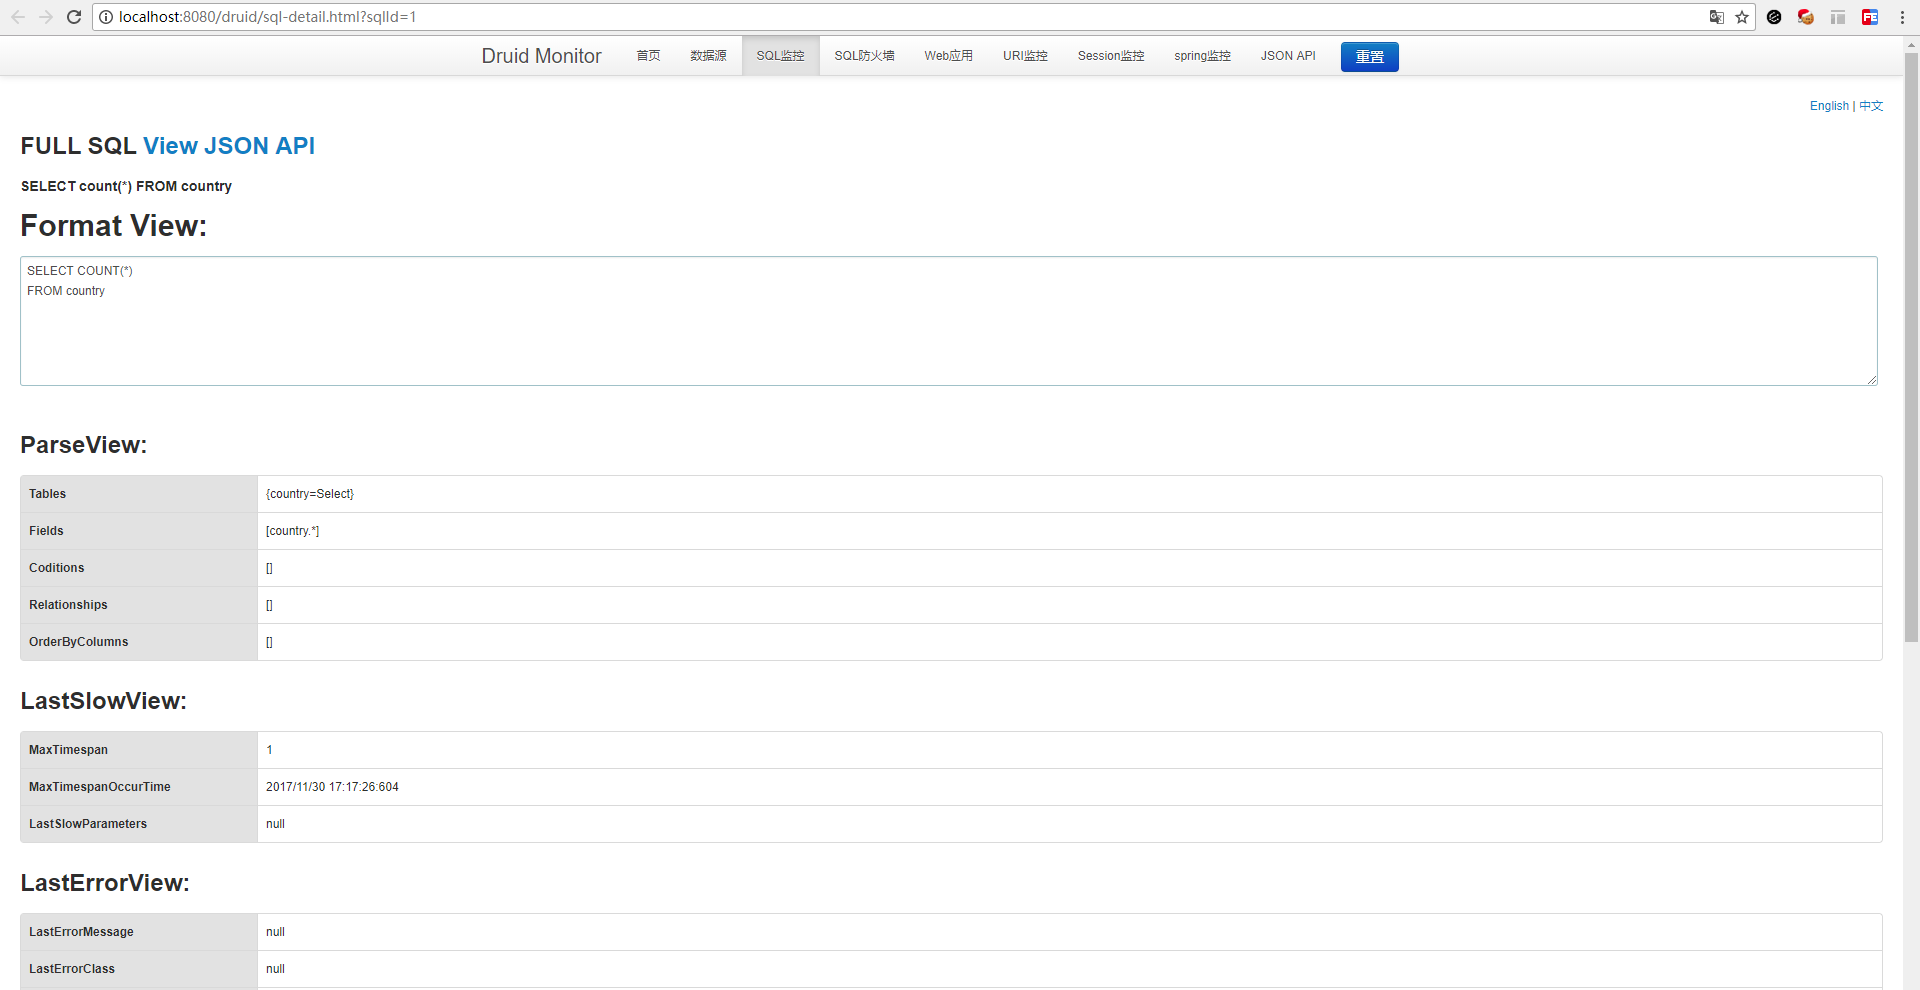 localhost:8080/druid/sql-detail.html?sqlId=1
Druid Monitor 首页 数据源 SQL监控 SQL防火墙 Web应用 URI监控 Session监控 spring监控 JSON API 重置
English | 中文
FULL SQL View JSON API
SELECT count(*) FROM country
Format View:
SELECT COUNT(*)
FROM country
ParseView:
Tables {country=Select}
Fields [country.*]
Coditions []
Relationships []
OrderByColumns []
LastSlowView:
MaxTimespan 1
MaxTimespanOccurTime 2017/11/30 17:17:26:604
LastSlowParameters null
LastErrorView:
LastErrorMessage null
LastErrorClass null